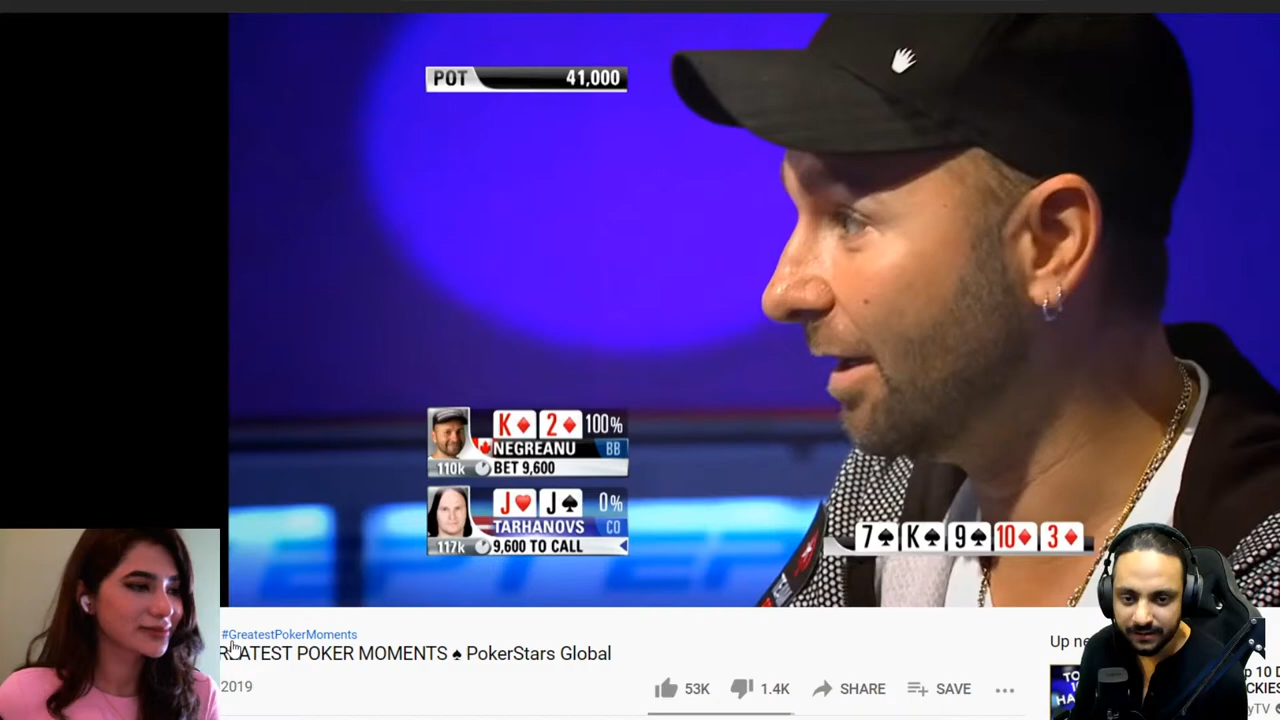 POT 41,000
K♦ 2♦ 100%
NEGREANU BB
110k BET 9,600
J♥ J♠ 0%
TARHANOVS CO
117k 9,600 TO CALL
7♠ K♠ 9♠ 10♦ 3♦
#GreatestPokerMoments
EATEST POKER MOMENTS ♠ PokerStars Global
2019
53K 1.4K SHARE SAVE ...
Up ne